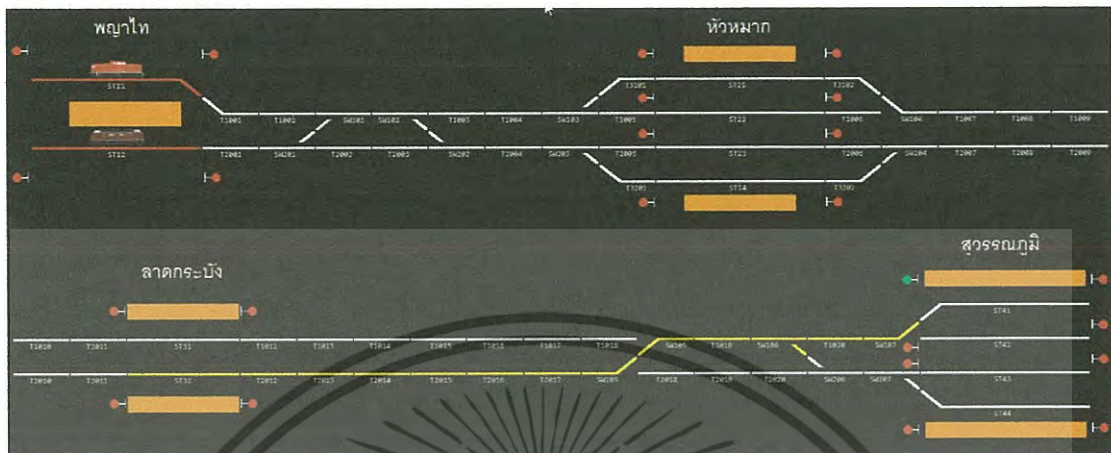 พญาไท
หัวหมาก
ST11
T3101 ST21 T3102
T1001 T1002 SW101 SW102 T1003 T1004 SW103 T1005 ST22 T1006 SW104 T1007 T1008 T1009
ST12 T2001 SW201 T2002 T2003 SW202 T2004 SW203 T2005 ST23 T2006 SW204 T2007 T2008 T2009
T3201 ST24 T3202
สุวรรณภูมิ
ลาดกระบัง
ST41
T1010 T1011 ST31 T1012 T1013 T1014 T1015 T1016 T1017 T1018 SW105 T1019 SW106 T1020 SW107 ST42
T2010 T2011 ST32 T2012 T2013 T2014 T2015 T2016 T2017 SW205 T2018 T2019 T2020 SW206 SW207 ST43
ST44